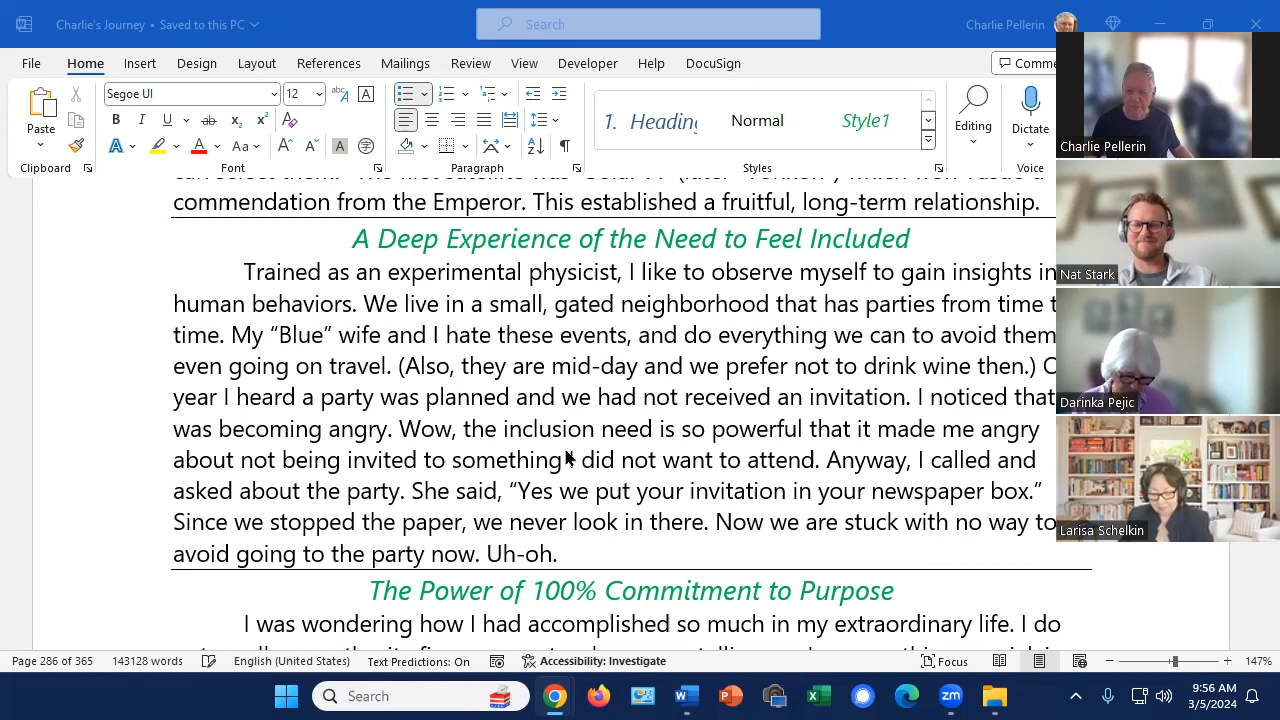 Charlie's Journey • Saved to this PC
Search
Charlie Pellerin
File Home Insert Design Layout References Mailings Review View Developer Help DocuSign
Comme
Segoe UI 12
Paste
B I U ab x₂ x²
A Aa A A A
1. Heading Normal Style1
Editing Dictate
Clipboard Font Paragraph Styles Voice
commendation from the Emperor. This established a fruitful, long-term relationship.
A Deep Experience of the Need to Feel Included
Trained as an experimental physicist, I like to observe myself to gain insights in
human behaviors. We live in a small, gated neighborhood that has parties from time t
time. My “Blue” wife and I hate these events, and do everything we can to avoid them
even going on travel. (Also, they are mid-day and we prefer not to drink wine then.) O
year I heard a party was planned and we had not received an invitation. I noticed that
was becoming angry. Wow, the inclusion need is so powerful that it made me angry
about not being invited to something did not want to attend. Anyway, I called and
asked about the party. She said, “Yes we put your invitation in your newspaper box.”
Since we stopped the paper, we never look in there. Now we are stuck with no way to
avoid going to the party now. Uh-oh.
The Power of 100% Commitment to Purpose
I was wondering how I had accomplished so much in my extraordinary life. I do
Charlie Pellerin
Nat Stark
Darinka Pejic
Larisa Schelkin
Page 286 of 365 143128 words English (United States) Text Predictions: On Accessibility: Investigate Focus 147%
Search
zm
9:56 AM
3/5/2024